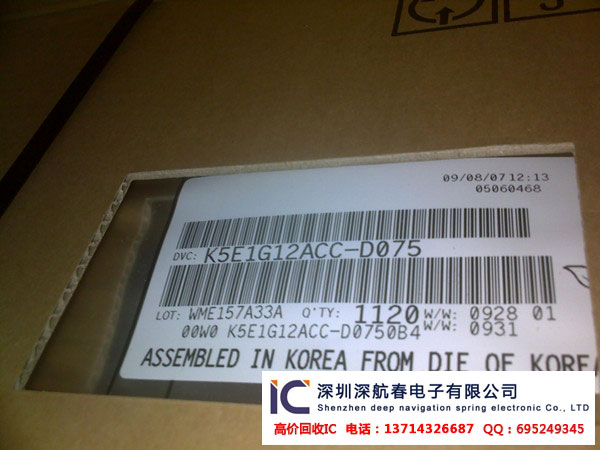 09/08/07 12:13
05060468
DVC: K5E1G12ACC-D075
LOT: WME157A33A Q'TY: 1120 W/W: 0928 01
00W0 K5E1G12ACC-D0750B4 W/W: 0931
ASSEMBLED IN KOREA FROM DIE OF KORE
IC 深圳深航春电子有限公司
Shenzhen deep navigation spring electronic Co., LTD
高价回收IC 电话：13714326687 QQ：695249345